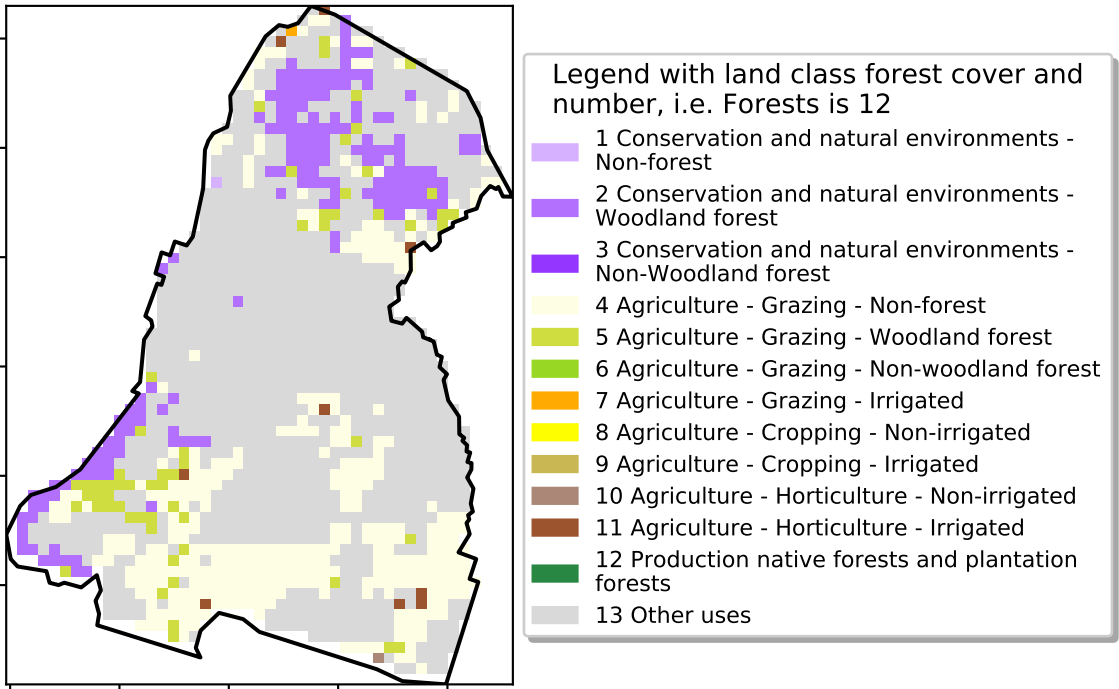 Legend with land class forest cover and
number, i.e. Forests is 12
1 Conservation and natural environments -
Non-forest
2 Conservation and natural environments -
Woodland forest
3 Conservation and natural environments -
Non-Woodland forest
4 Agriculture - Grazing - Non-forest
5 Agriculture - Grazing - Woodland forest
6 Agriculture - Grazing - Non-woodland forest
7 Agriculture - Grazing - Irrigated
8 Agriculture - Cropping - Non-irrigated
9 Agriculture - Cropping - Irrigated
10 Agriculture - Horticulture - Non-irrigated
11 Agriculture - Horticulture - Irrigated
12 Production native forests and plantation
forests
13 Other uses